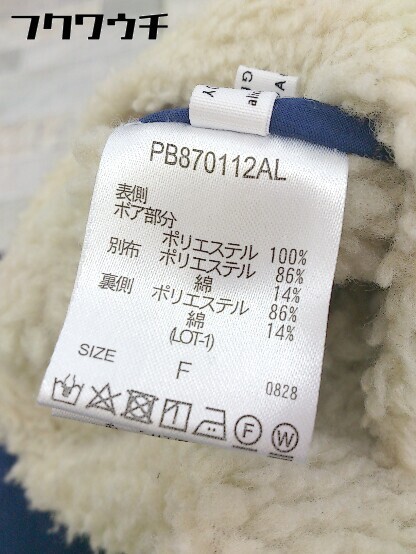 フクワウチ
PB870112AL
表側
ボア部分
ポリエステル 100%
別布 ポリエステル 86%
綿 14%
裏側 ポリエステル 86%
綿 14%
(LOT-1)
SIZE F
0828
F W